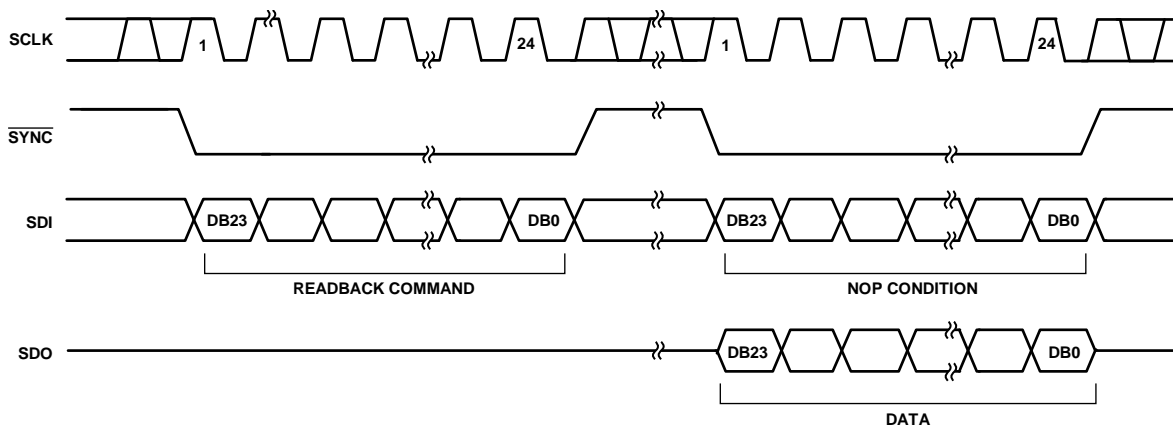 SCLK 1 24 1 24
SYNC
SDI DB23 DB0 DB23 DB0
READBACK COMMAND NOP CONDITION
SDO DB23 DB0
DATA